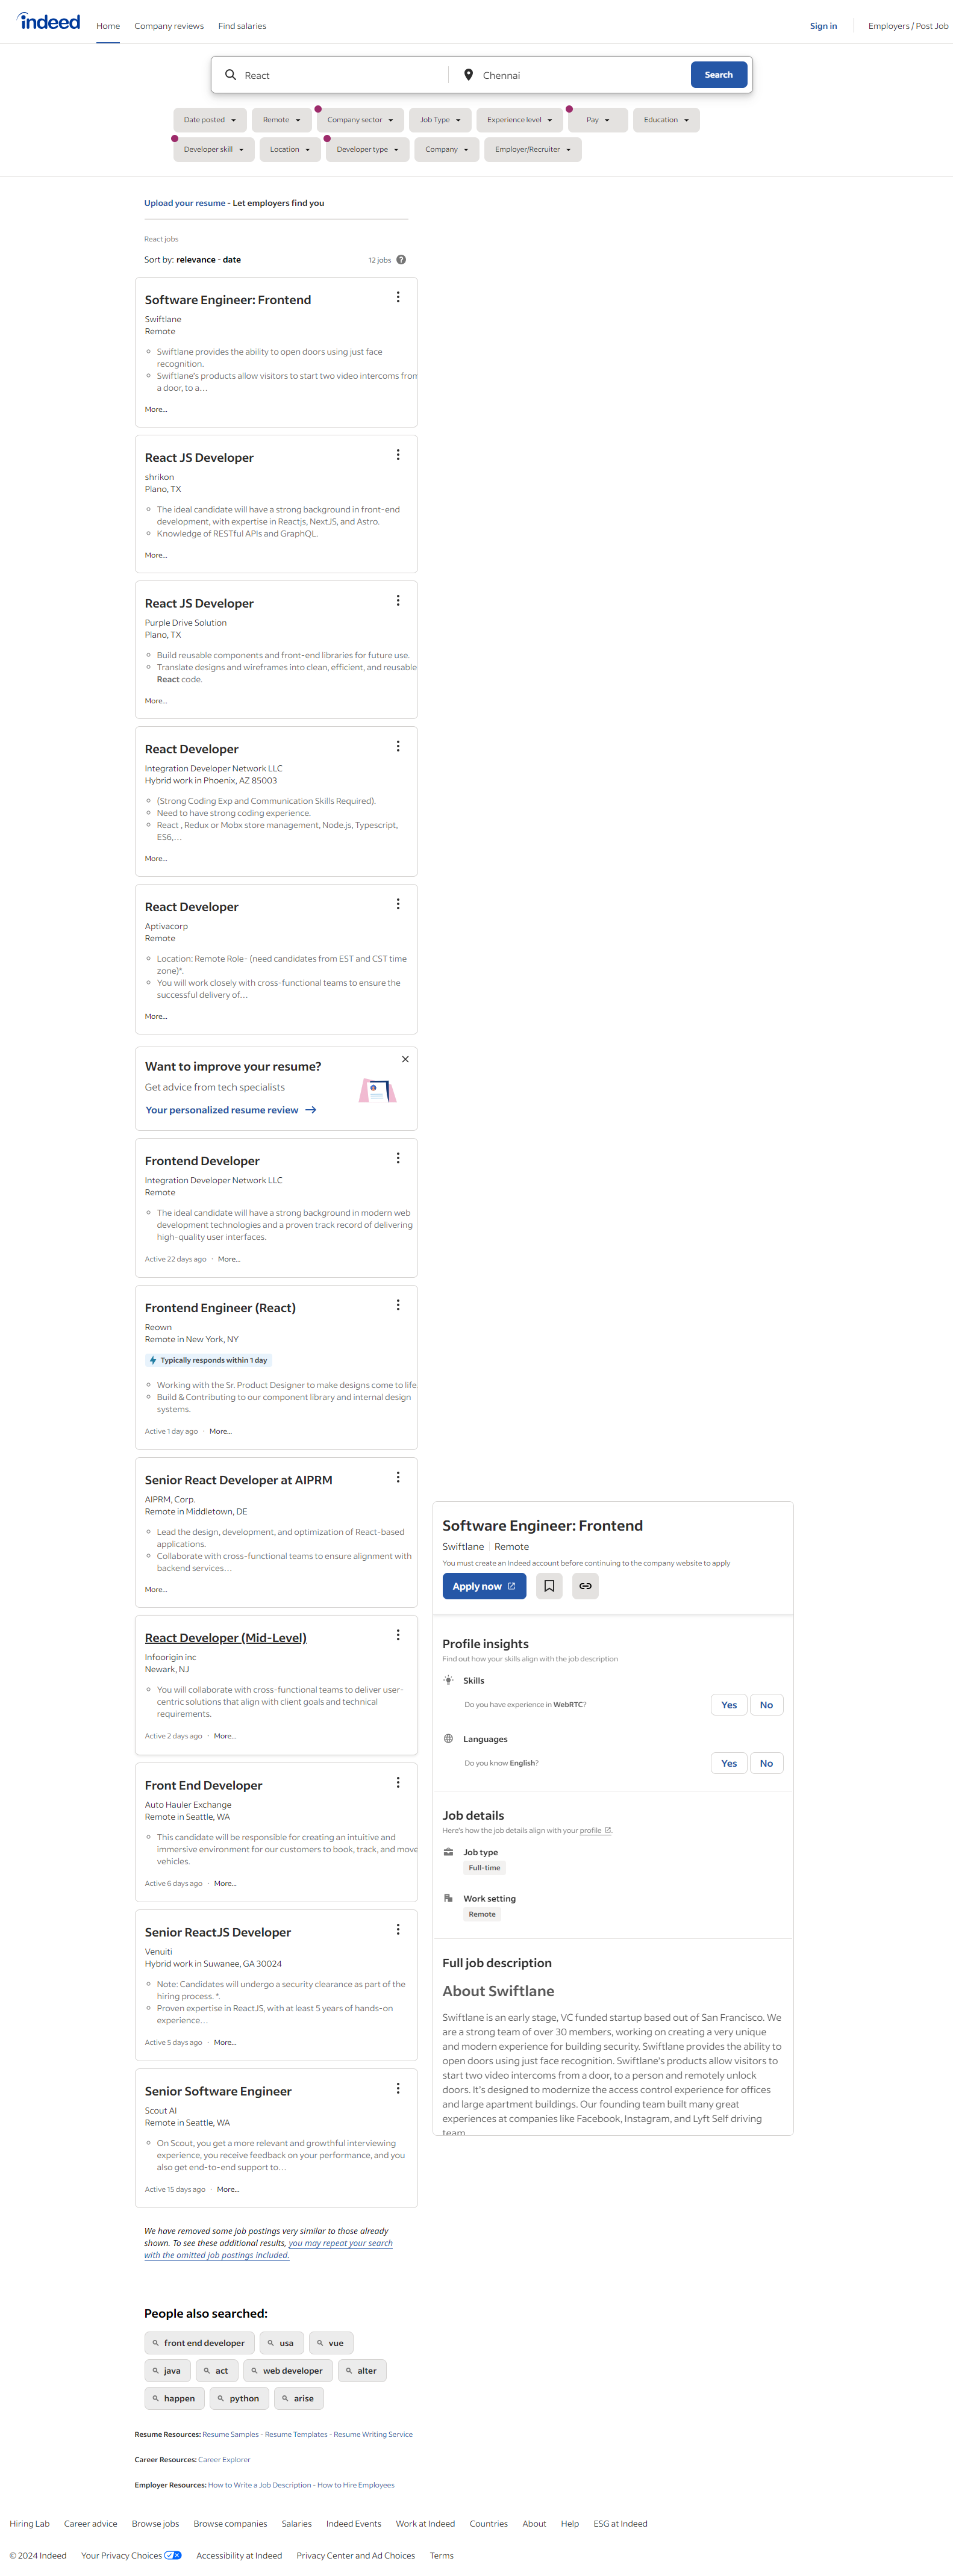 indeed
Home Company reviews Find salaries Sign in Employers / Post Job
React Chennai Search
Date posted Remote Company sector Job Type Experience level Pay Education
Developer skill Location Developer type Company Employer/Recruiter
Upload your resume - Let employers find you
React jobs
Sort by: relevance - date 12 jobs ?
Software Engineer: Frontend
Swiftlane
Remote
Swiftlane provides the ability to open doors using just face
recognition.
Swiftlane's products allow visitors to start two video intercoms from
a door, to a...
More...
React JS Developer
shrikon
Plano, TX
The ideal candidate will have a strong background in front-end
development, with expertise in Reactjs, NextJS, and Astro.
Knowledge of RESTful APIs and GraphQL.
More...
React JS Developer
Purple Drive Solution
Plano, TX
Build reusable components and front-end libraries for future use.
Translate designs and wireframes into clean, efficient, and reusable
React code.
More...
React Developer
Integration Developer Network LLC
Hybrid work in Phoenix, AZ 85003
(Strong Coding Exp and Communication Skills Required).
Need to have strong coding experience.
React , Redux or Mobx store management, Node.js, Typescript,
ES6,...
More...
React Developer
Aptivacorp
Remote
Location: Remote Role- (need candidates from EST and CST time
zone)*.
You will work closely with cross-functional teams to ensure the
successful delivery of...
More...
Want to improve your resume?
Get advice from tech specialists
Your personalized resume review
Frontend Developer
Integration Developer Network LLC
Remote
The ideal candidate will have a strong background in modern web
development technologies and a proven track record of delivering
high-quality user interfaces.
Active 22 days ago · More...
Frontend Engineer (React)
Reown
Remote in New York, NY
Typically responds within 1 day
Working with the Sr. Product Designer to make designs come to life
Build & Contributing to our component library and internal design
systems.
Active 1 day ago · More...
Senior React Developer at AIPRM
AIPRM, Corp.
Remote in Middletown, DE
Lead the design, development, and optimization of React-based
applications.
Collaborate with cross-functional teams to ensure alignment with
backend services...
More...
React Developer (Mid-Level)
Infoorigin inc
Newark, NJ
You will collaborate with cross-functional teams to deliver user-
centric solutions that align with client goals and technical
requirements.
Active 2 days ago · More...
Front End Developer
Auto Hauler Exchange
Remote in Seattle, WA
This candidate will be responsible for creating an intuitive and
immersive environment for our customers to book, track, and move
vehicles.
Active 6 days ago · More...
Senior ReactJS Developer
Venuiti
Hybrid work in Suwanee, GA 30024
Note: Candidates will undergo a security clearance as part of the
hiring process. *.
Proven expertise in ReactJS, with at least 5 years of hands-on
experience...
Active 5 days ago · More...
Senior Software Engineer
Scout AI
Remote in Seattle, WA
On Scout, you get a more relevant and growthful interviewing
experience, you receive feedback on your performance, and you
also get end-to-end support to...
Active 15 days ago · More...
Software Engineer: Frontend
Swiftlane Remote
You must create an Indeed account before continuing to the company website to apply
Apply now
Profile insights
Find out how your skills align with the job description
Skills
Do you have experience in WebRTC? Yes No
Languages
Do you know English? Yes No
Job details
Here's how the job details align with your profile.
Job type
Full-time
Work setting
Remote
Full job description
About Swiftlane
Swiftlane is an early stage, VC funded startup based out of San Francisco. We
are a strong team of over 30 members, working on creating a very unique
and modern experience for building security. Swiftlane provides the ability to
open doors using just face recognition. Swiftlane's products allow visitors to
start two video intercoms from a door, to a person and remotely unlock
doors. It's designed to modernize the access control experience for offices
and large apartment buildings. Our founding team built many great
experiences at companies like Facebook, Instagram, and Lyft Self driving
team
We have removed some job postings very similar to those already
shown. To see these additional results, you may repeat your search
with the omitted job postings included.
People also searched:
front end developer usa vue
java act web developer alter
happen python arise
Resume Resources: Resume Samples - Resume Templates - Resume Writing Service
Career Resources: Career Explorer
Employer Resources: How to Write a Job Description - How to Hire Employees
Hiring Lab Career advice Browse jobs Browse companies Salaries Indeed Events Work at Indeed Countries About Help ESG at Indeed
© 2024 Indeed Your Privacy Choices Accessibility at Indeed Privacy Center and Ad Choices Terms